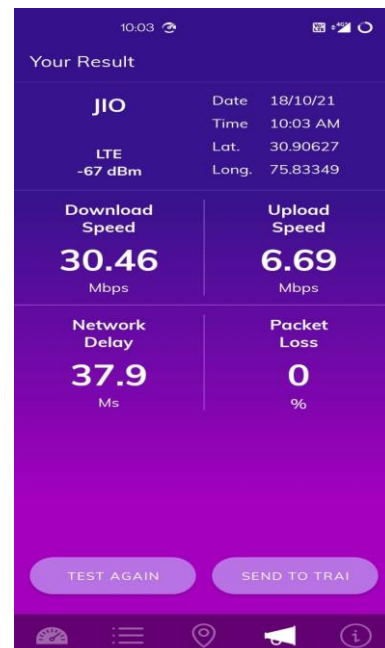 10:03
Your Result
JIO
LTE
-67 dBm
Date 18/10/21
Time 10:03 AM
Lat. 30.90627
Long. 75.83349
Download
Speed
30.46
Mbps
Upload
Speed
6.69
Mbps
Network
Delay
37.9
Ms
Packet
Loss
0
%
TEST AGAIN
SEND TO TRAI